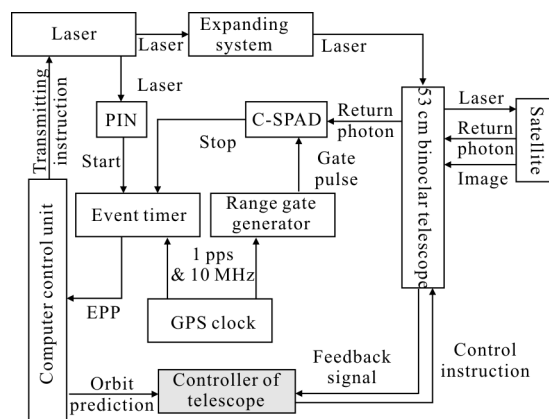 Laser
Laser
Expanding
system
Laser
Transmitting
instruction
Laser
PIN
Start
Stop
C-SPAD
Return
photon
Gate
pulse
53 cm binoclar telescope
Laser
Return
photon
Image
Satellite
Event timer
Range gate
generator
1 pps
& 10 MHz
GPS clock
EPP
Computer control unit
Orbit
prediction
Controller of
telescope
Feedback
signal
Control
instruction